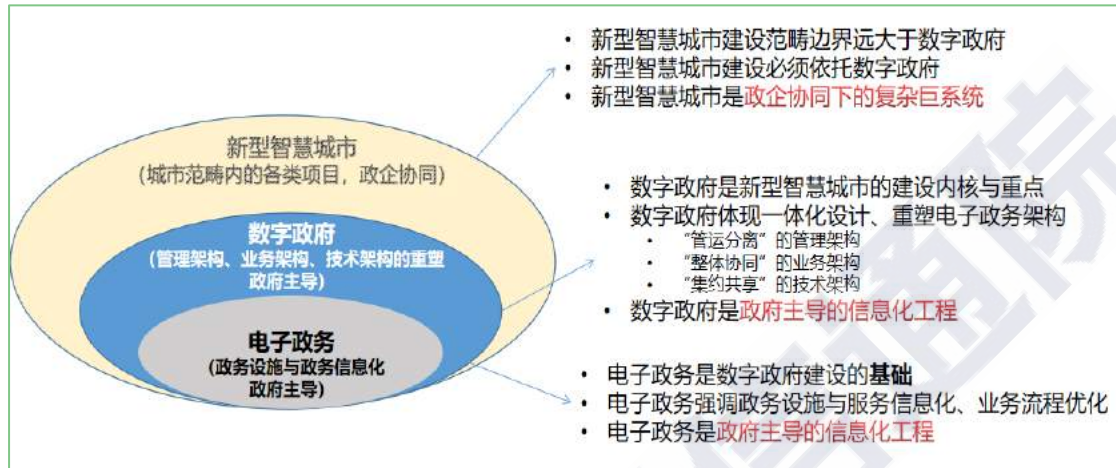 新型智慧城市
(城市范畴内的各类项目，政企协同)
数字政府
(管理架构、业务架构、技术架构的重塑
政府主导)
电子政务
(政务设施与政务信息化
政府主导)
• 新型智慧城市建设范畴边界远大于数字政府
• 新型智慧城市建设必须依托数字政府
• 新型智慧城市是政企协同下的复杂巨系统
• 数字政府是新型智慧城市的建设内核与重点
• 数字政府体现一体化设计、重塑电子政务架构
• “管运分离”的管理架构
• “整体协同”的业务架构
• “集约共享”的技术架构
• 数字政府是政府主导的信息化工程
• 电子政务是数字政府建设的基础
• 电子政务强调政务设施与服务信息化、业务流程优化
• 电子政务是政府主导的信息化工程
通院